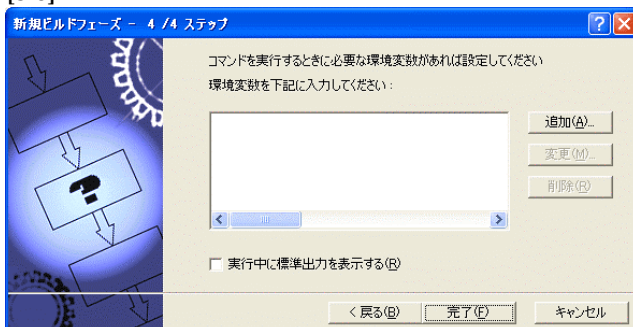 新規ビルドフェーズ - 4 /4 ステップ
コマンドを実行するときに必要な環境変数があれば設定してください
環境変数を下記に入力してください:
追加(A)...
変更(M)...
削除(R)
実行中に標準出力を表示する(R)
< 戻る(B)
完了(F)
キャンセル